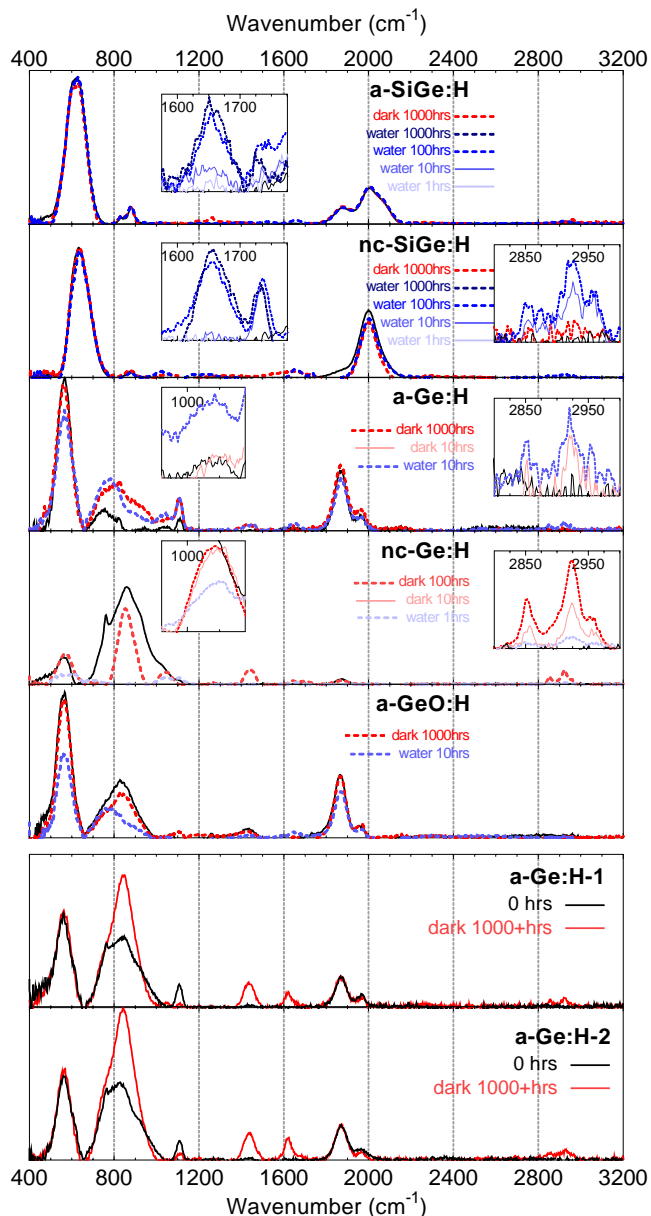 Wavenumber (cm⁻¹)
400 800 1200 1600 2000 2400 2800 3200
a-SiGe:H
1600 1700
dark 1000hrs
water 1000hrs
water 100hrs
water 10hrs
water 1hrs
nc-SiGe:H
1600 1700
2850 2950
dark 1000hrs
water 1000hrs
water 100hrs
water 10hrs
water 1hrs
a-Ge:H
1000
2850 2950
dark 1000hrs
dark 10hrs
water 10hrs
nc-Ge:H
1000
2850 2950
dark 100hrs
dark 10hrs
water 1hrs
a-GeO:H
dark 1000hrs
water 10hrs
a-Ge:H-1
0 hrs
dark 1000+hrs
a-Ge:H-2
0 hrs
dark 1000+hrs
400 800 1200 1600 2000 2400 2800 3200
Wavenumber (cm⁻¹)